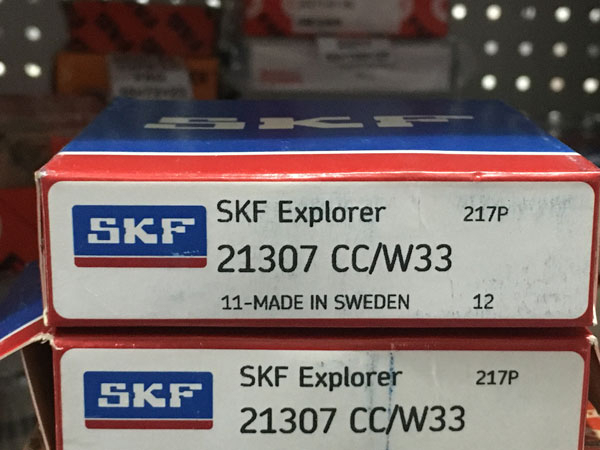 SKF
SKF
SKF Explorer 217P
21307 CC/W33
11-MADE IN SWEDEN 12
SKF
SKF Explorer 217P
21307 CC/W33